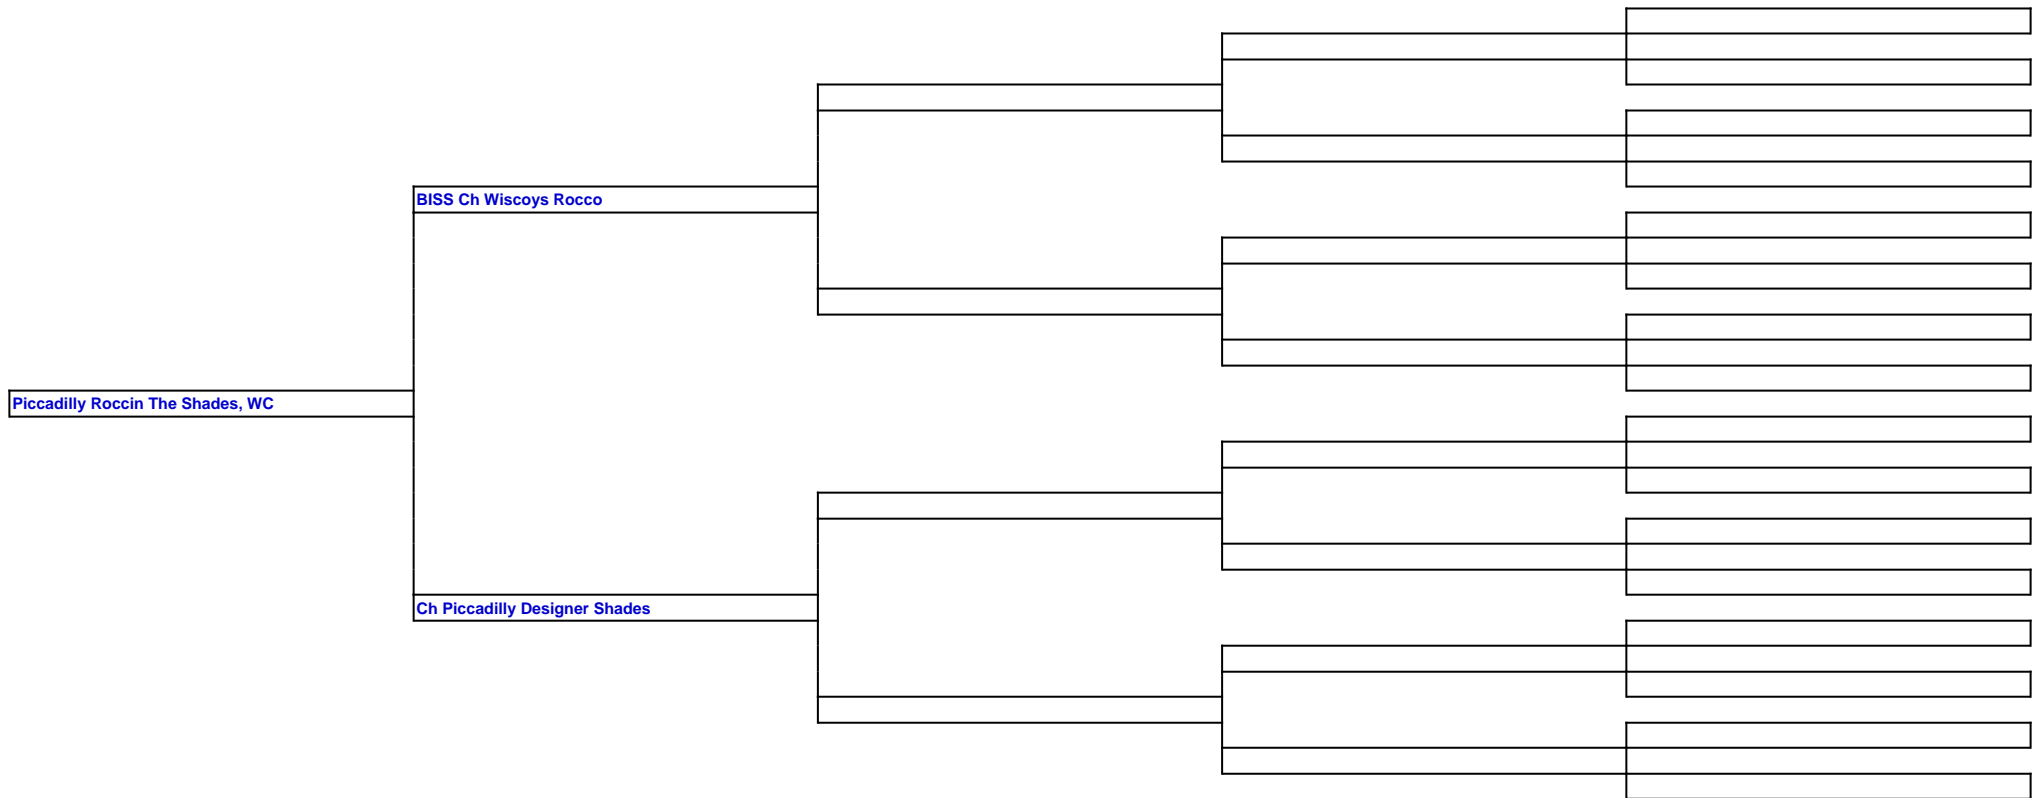 BISS Ch Wiscoys Rocco
Piccadilly Roccin The Shades, WC
Ch Piccadilly Designer Shades